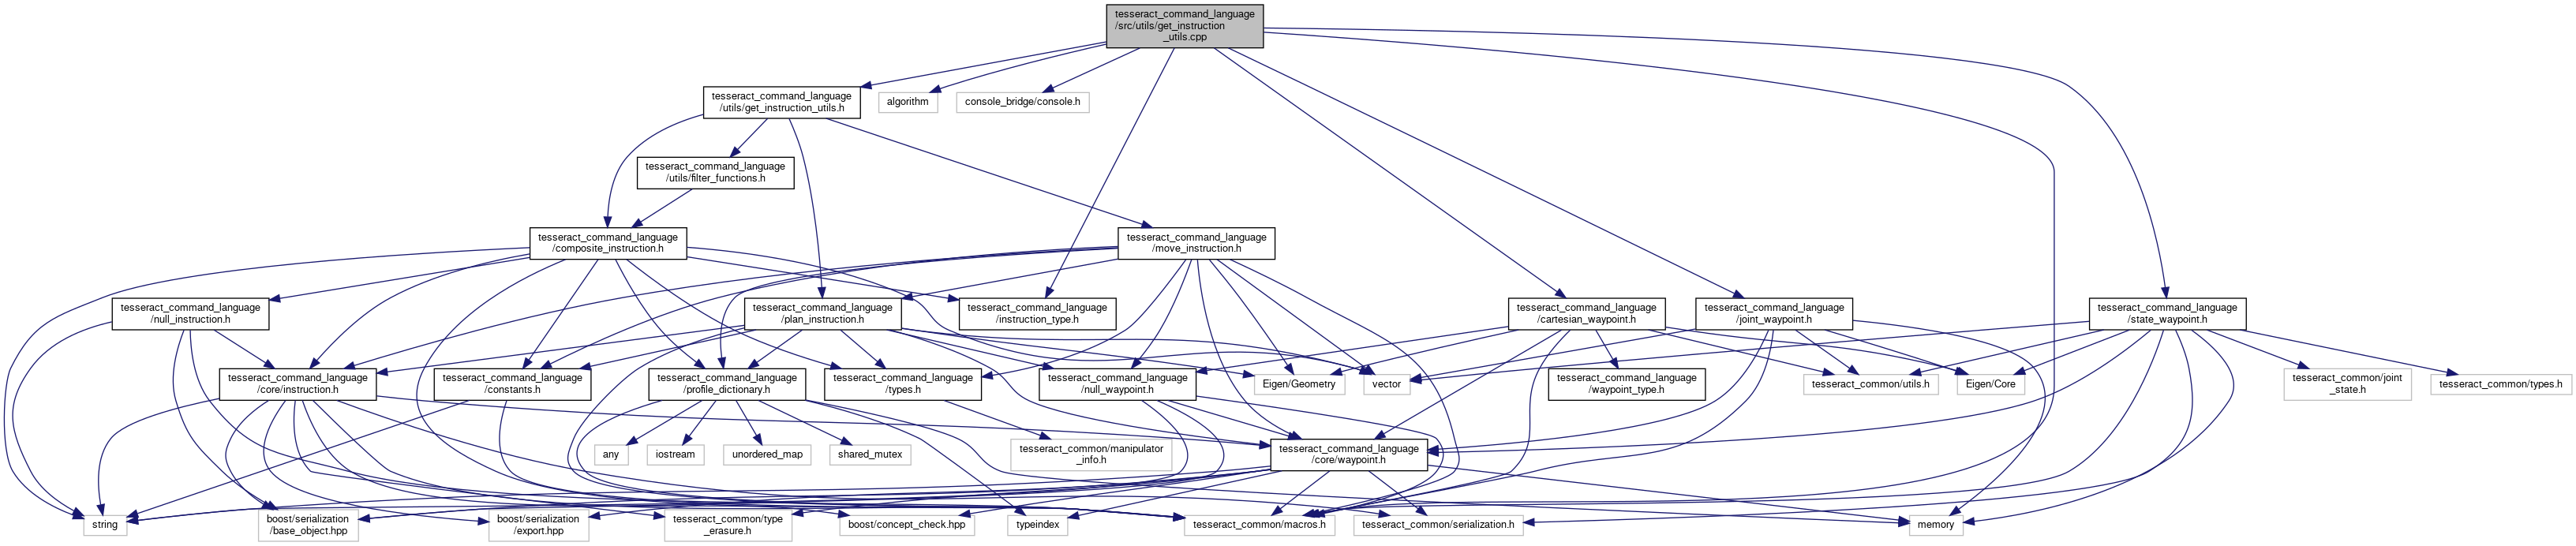 tesseract_command_language
/src/utils/get_instruction
_utils.cpp
tesseract_command_language
/utils/get_instruction_utils.h
algorithm
console_bridge/console.h
tesseract_command_language
/utils/filter_functions.h
tesseract_command_language
/composite_instruction.h
tesseract_command_language
/move_instruction.h
tesseract_command_language
/null_instruction.h
tesseract_command_language
/plan_instruction.h
tesseract_command_language
/instruction_type.h
tesseract_command_language
/cartesian_waypoint.h
tesseract_command_language
/joint_waypoint.h
tesseract_command_language
/state_waypoint.h
tesseract_command_language
/core/instruction.h
tesseract_command_language
/constants.h
tesseract_command_language
/profile_dictionary.h
tesseract_command_language
/types.h
tesseract_command_language
/null_waypoint.h
Eigen/Geometry
vector
tesseract_command_language
/waypoint_type.h
tesseract_common/utils.h
Eigen/Core
tesseract_common/joint
_state.h
tesseract_common/types.h
any
iostream
unordered_map
shared_mutex
tesseract_common/manipulator
_info.h
tesseract_command_language
/core/waypoint.h
string
boost/serialization
/base_object.hpp
boost/serialization
/export.hpp
tesseract_common/type
_erasure.h
boost/concept_check.hpp
typeindex
tesseract_common/macros.h
tesseract_common/serialization.h
memory